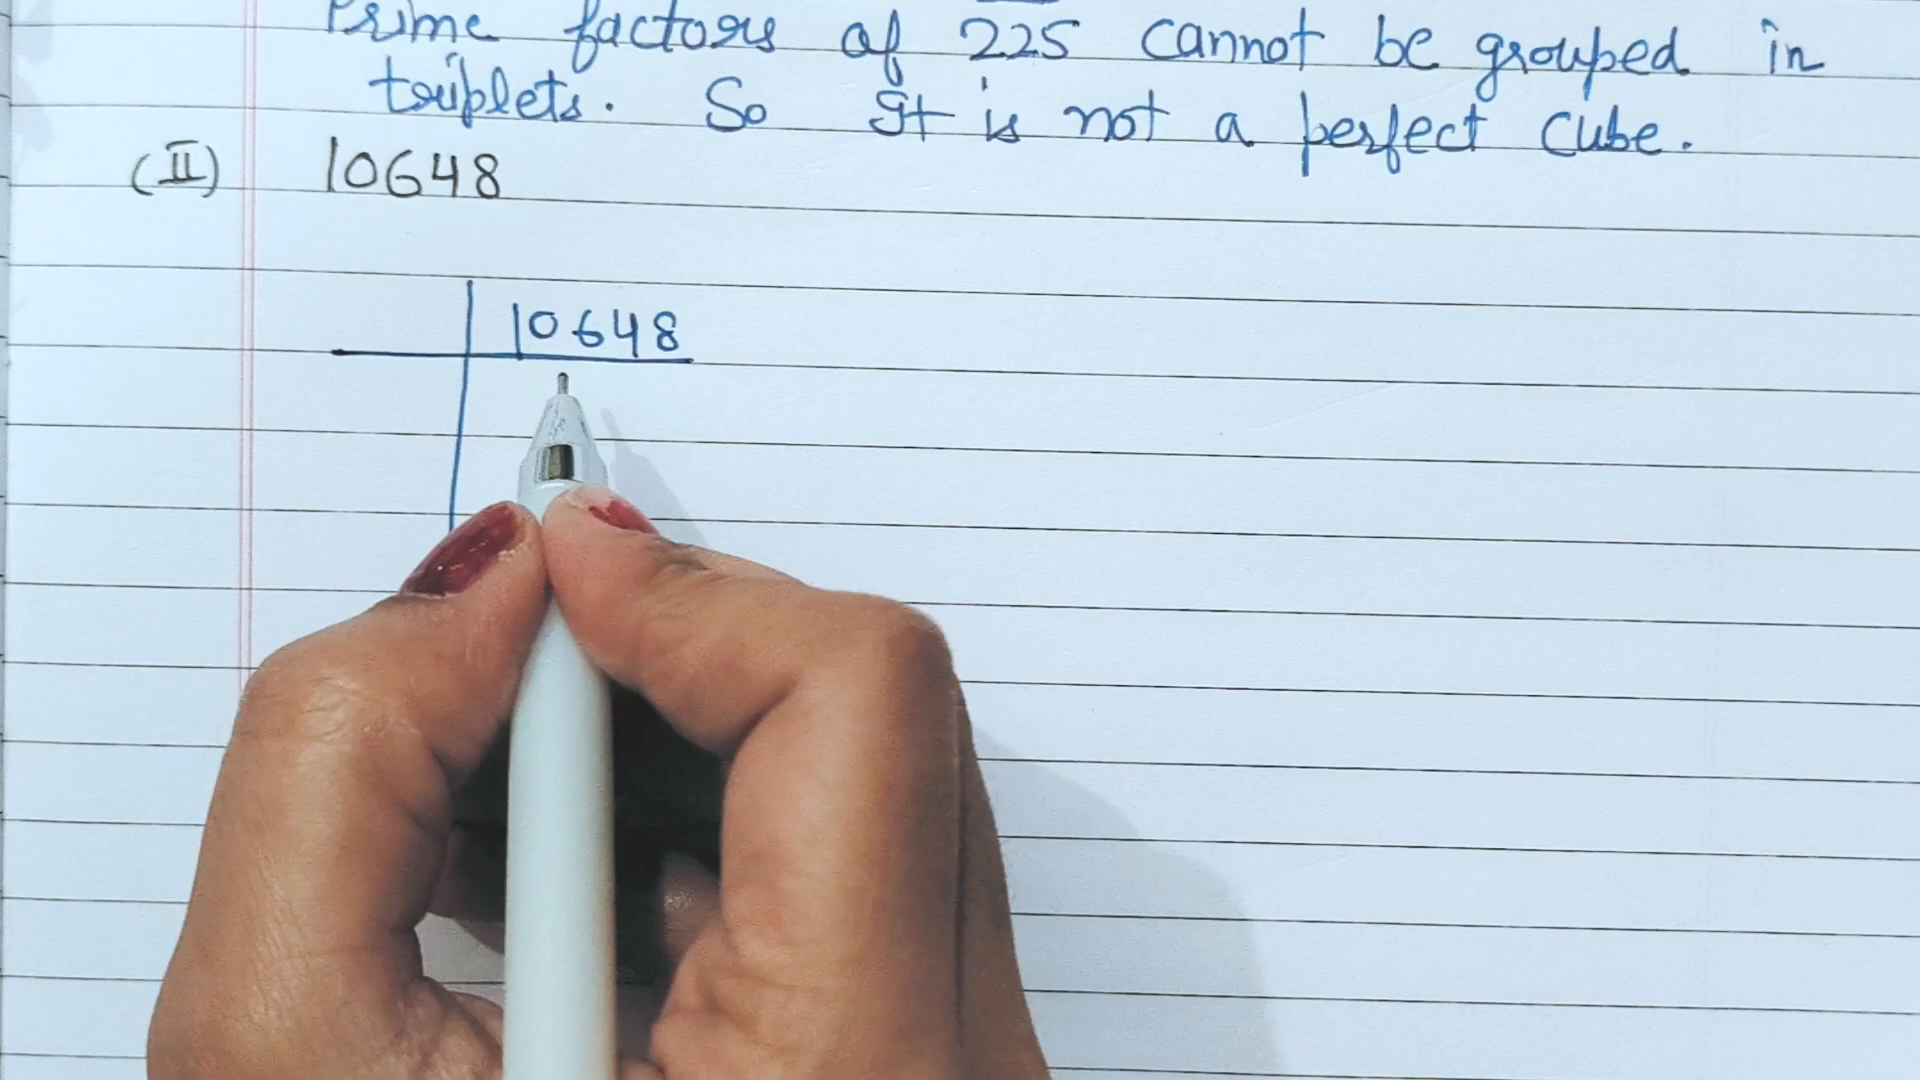 Prime factors of 225 cannot be grouped in
triplets. So It is not a perfect cube.
(II) 10648
10648